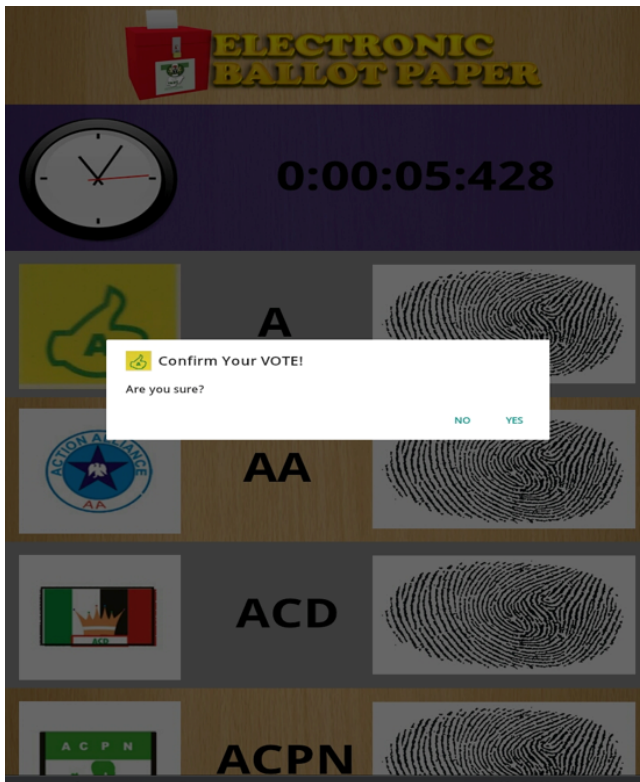 ELECTRONIC
BALLOT PAPER
0:00:05:428
A
Confirm Your VOTE!
Are you sure?
NO YES
ACTION ALLIANCE
AA
AA
ACD
ACD
A C P N
ACPN